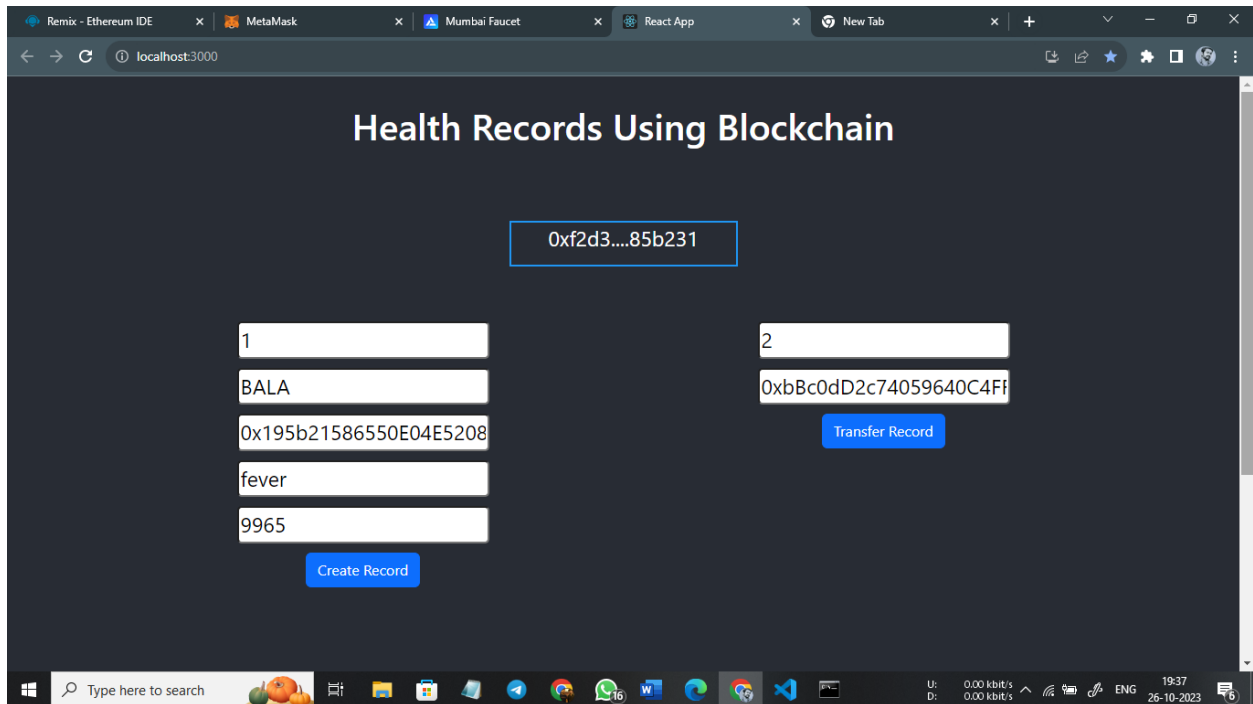 Remix - Ethereum IDE
MetaMask
Mumbai Faucet
React App
New Tab
localhost:3000
Health Records Using Blockchain
0xf2d3....85b231
1
BALA
0x195b21586550E04E5208
fever
9965
Create Record
2
0xbBc0dD2c74059640C4FF
Transfer Record
Type here to search
16
U: 0.00 kbit/s
D: 0.00 kbit/s
ENG
19:37
26-10-2023
6